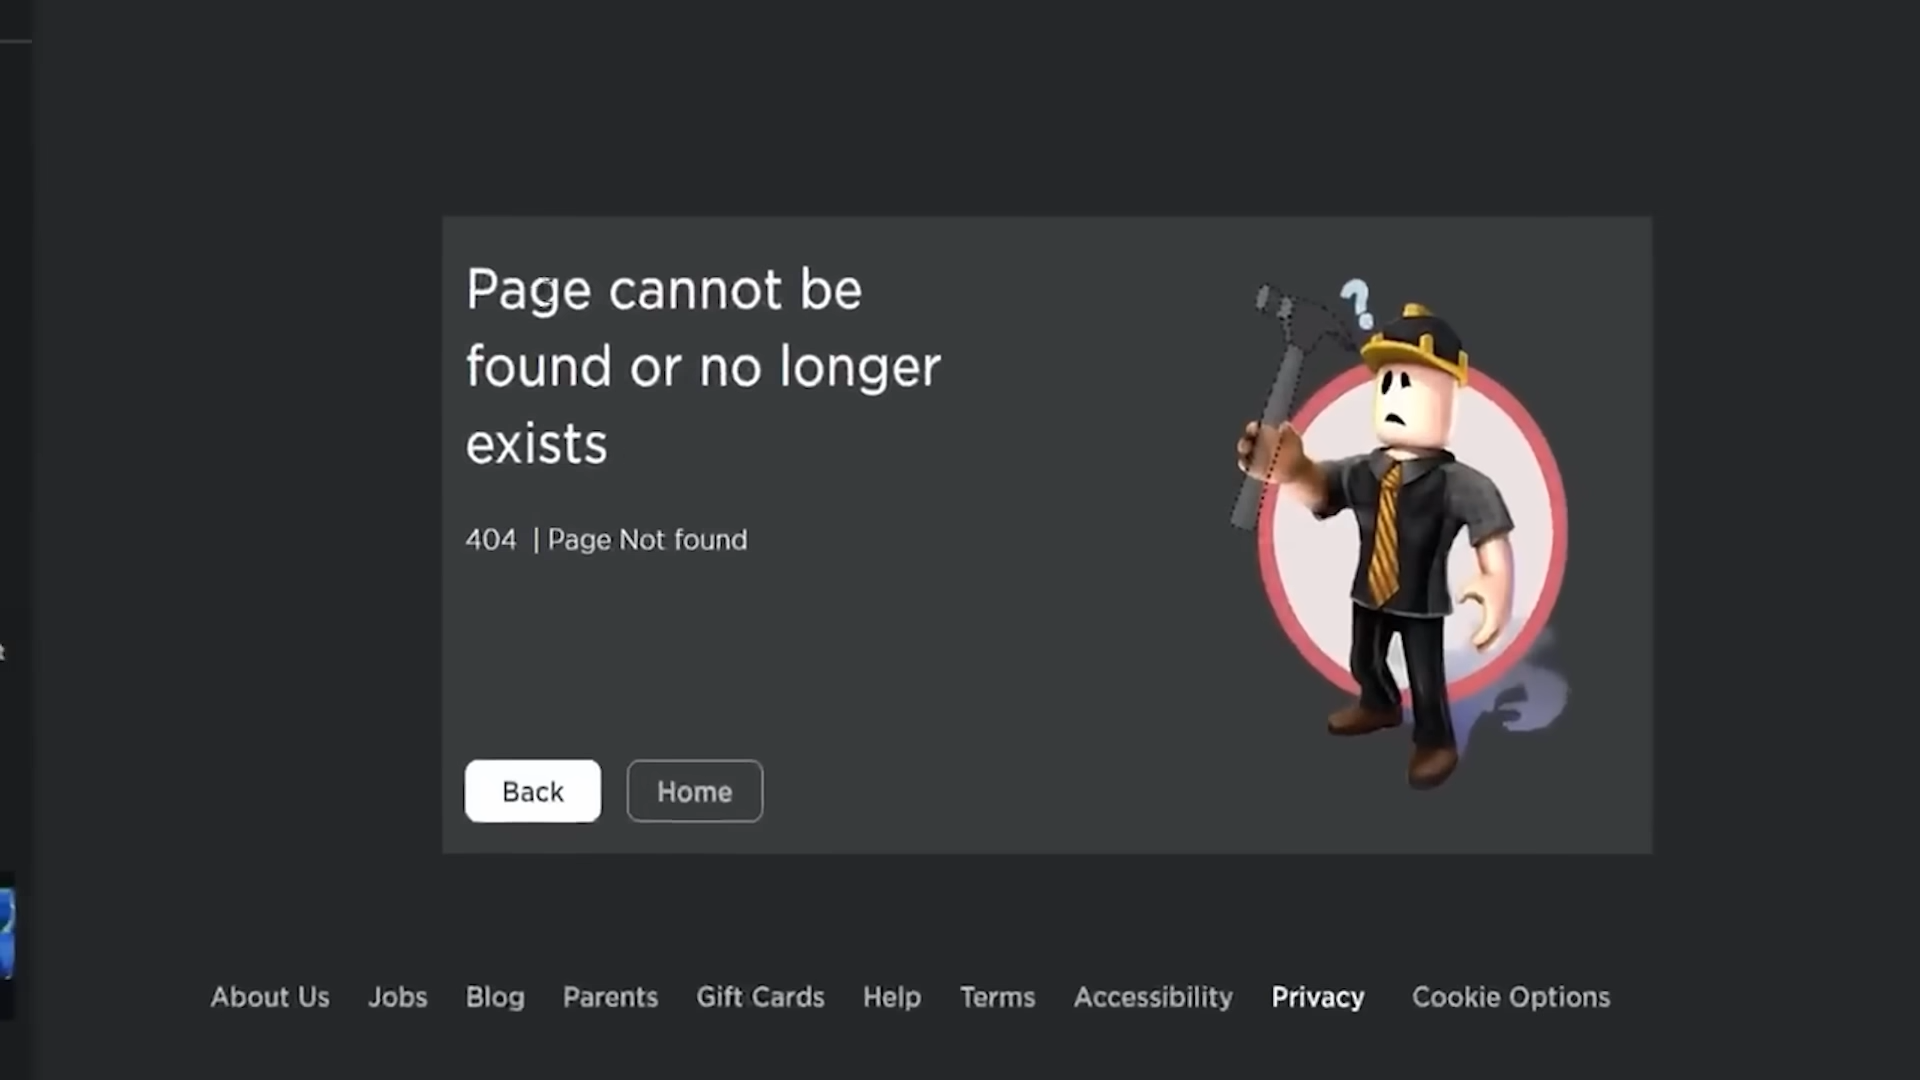 Page cannot be
found or no longer
exists
404 | Page Not found
Back Home
About Us Jobs Blog Parents Gift Cards Help Terms Accessibility Privacy Cookie Options